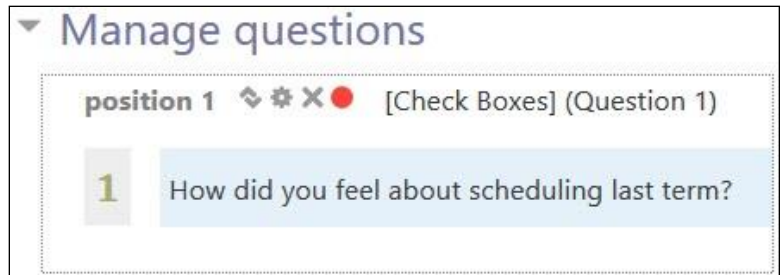 Manage questions
position 1 [Check Boxes] (Question 1)
1 How did you feel about scheduling last term?